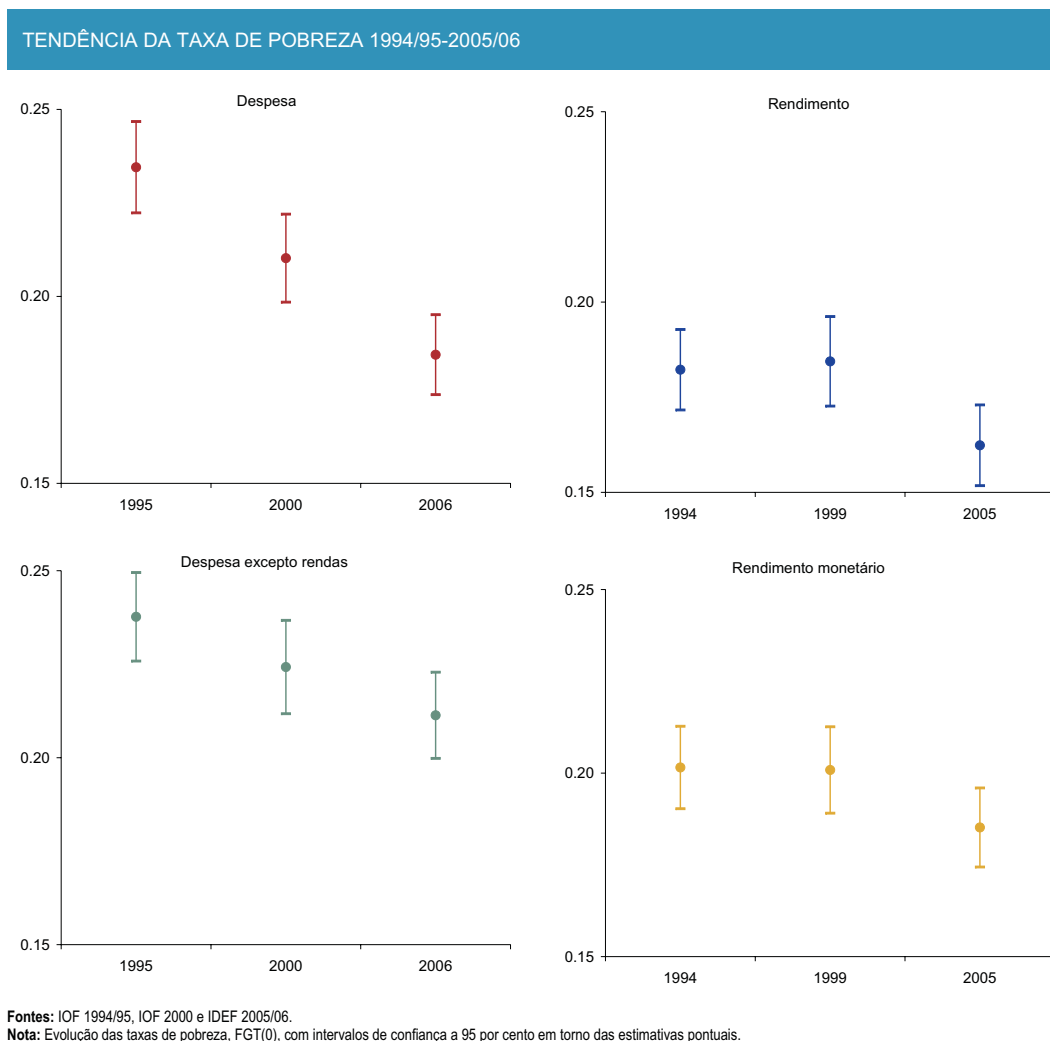 TENDÊNCIA DA TAXA DE POBREZA 1994/95-2005/06
Despesa
0.25
0.20
0.15
1995 2000 2006
Rendimento
0.25
0.20
0.15
1994 1999 2005
Despesa excepto rendas
0.25
0.20
0.15
1995 2000 2006
Rendimento monetário
0.25
0.20
0.15
1994 1999 2005
Fontes: IOF 1994/95, IOF 2000 e IDEF 2005/06.
Nota: Evolução das taxas de pobreza, FGT(0), com intervalos de confiança a 95 por cento em torno das estimativas pontuais.